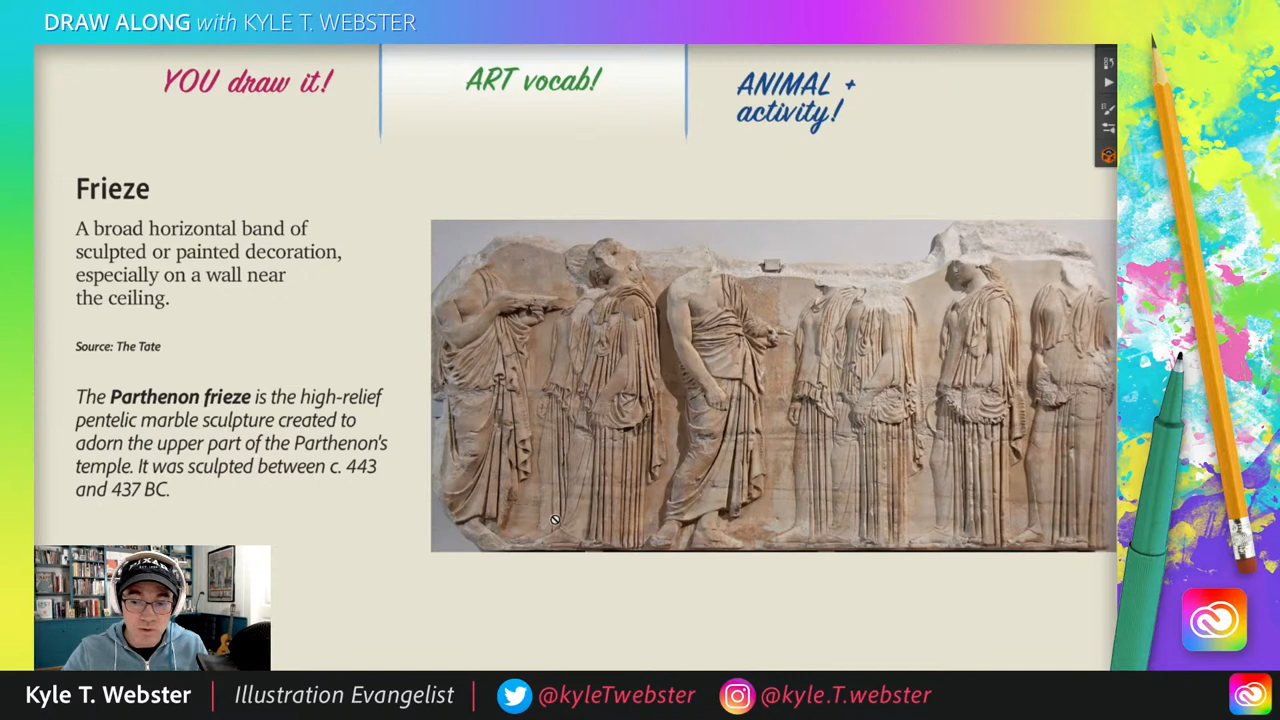 DRAW ALONG with KYLE T. WEBSTER
YOU draw it!
ART vocab!
ANIMAL +
activity!
Frieze
A broad horizontal band of
sculpted or painted decoration,
especially on a wall near
the ceiling.
Source: The Tate
The Parthenon frieze is the high-relief
pentelic marble sculpture created to
adorn the upper part of the Parthenon's
temple. It was sculpted between c. 443
and 437 BC.
PIXAR
Kyle T. Webster | Illustration Evangelist @kyleTwebster @kyle.T.webster